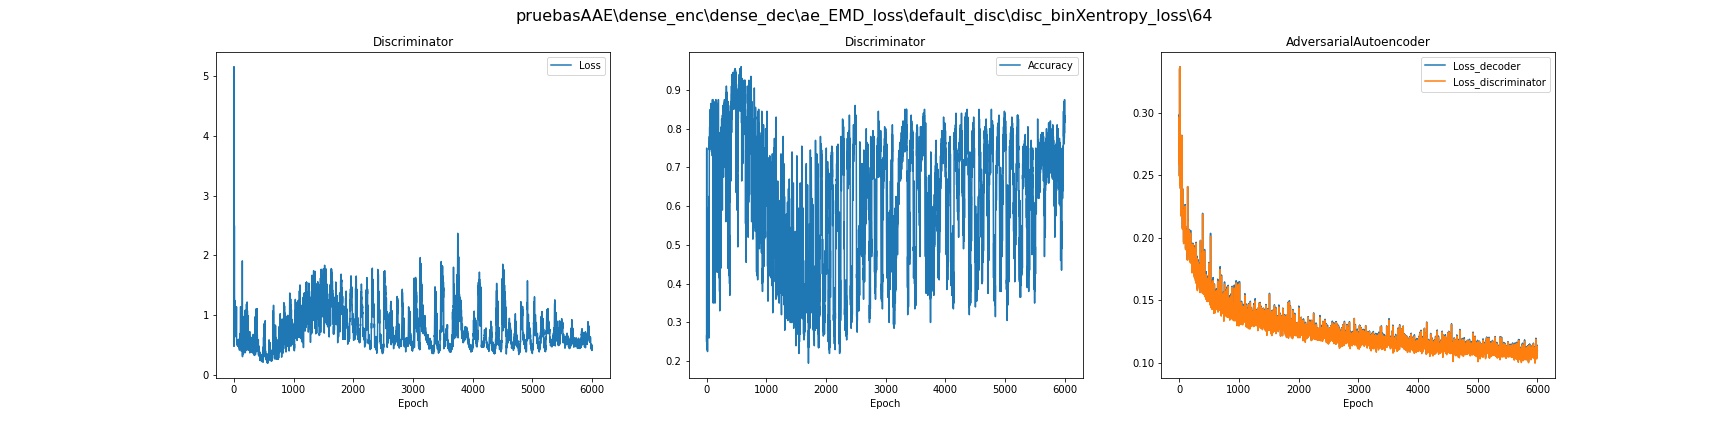 pruebasAAE\dense_enc\dense_dec\ae_EMD_loss\default_disc\disc_binXentropy_loss\64
Discriminator
Loss
5
4
3
2
1
0
0 1000 2000 3000 4000 5000 6000
Epoch
Discriminator
Accuracy
0.9
0.8
0.7
0.6
0.5
0.4
0.3
0.2
0 1000 2000 3000 4000 5000 6000
Epoch
AdversarialAutoencoder
Loss_decoder
Loss_discriminator
0.30
0.25
0.20
0.15
0.10
0 1000 2000 3000 4000 5000 6000
Epoch